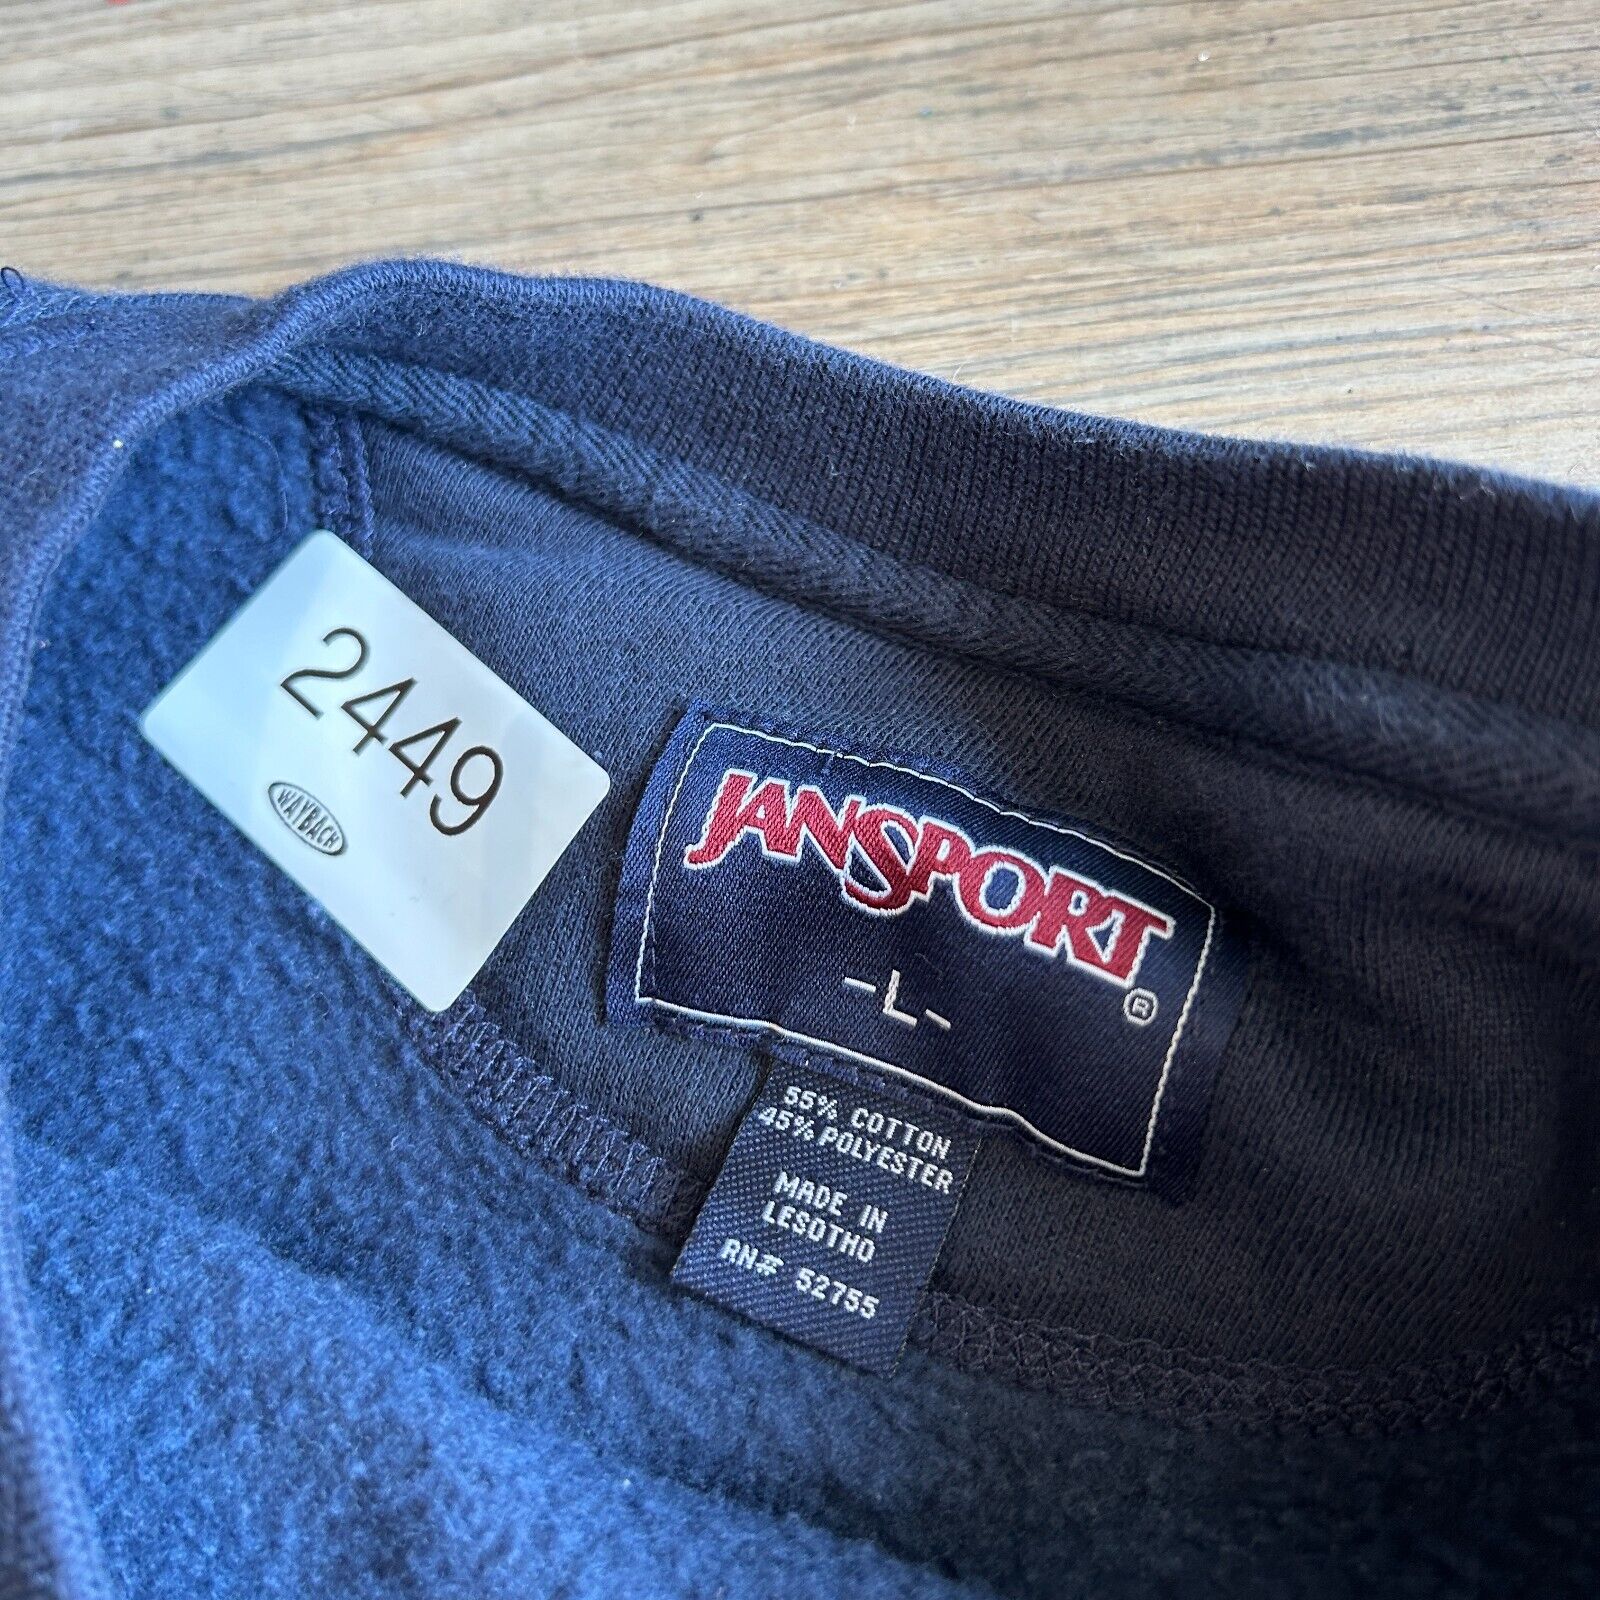 2449
WAYBACK
JANSPORT®
-L-
55% COTTON
45% POLYESTER
MADE IN
LESOTHO
RN# 52755